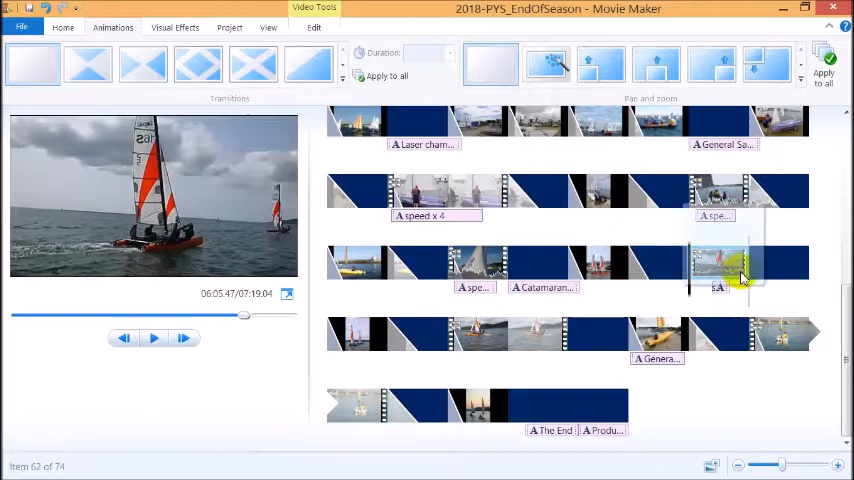 Video Tools
2018-PYS_EndOfSeason - Movie Maker
File Home Animations Visual Effects Project View Edit
Duration:
Apply to all
Apply to all
Transitions
Pan and zoom
A Laser cham...
A General Sa...
A speed x 4
A spe...
06:05.47/07:19.04
A spe...
A Catamaran...
A Genera...
A The End
A Produ...
Item 62 of 74